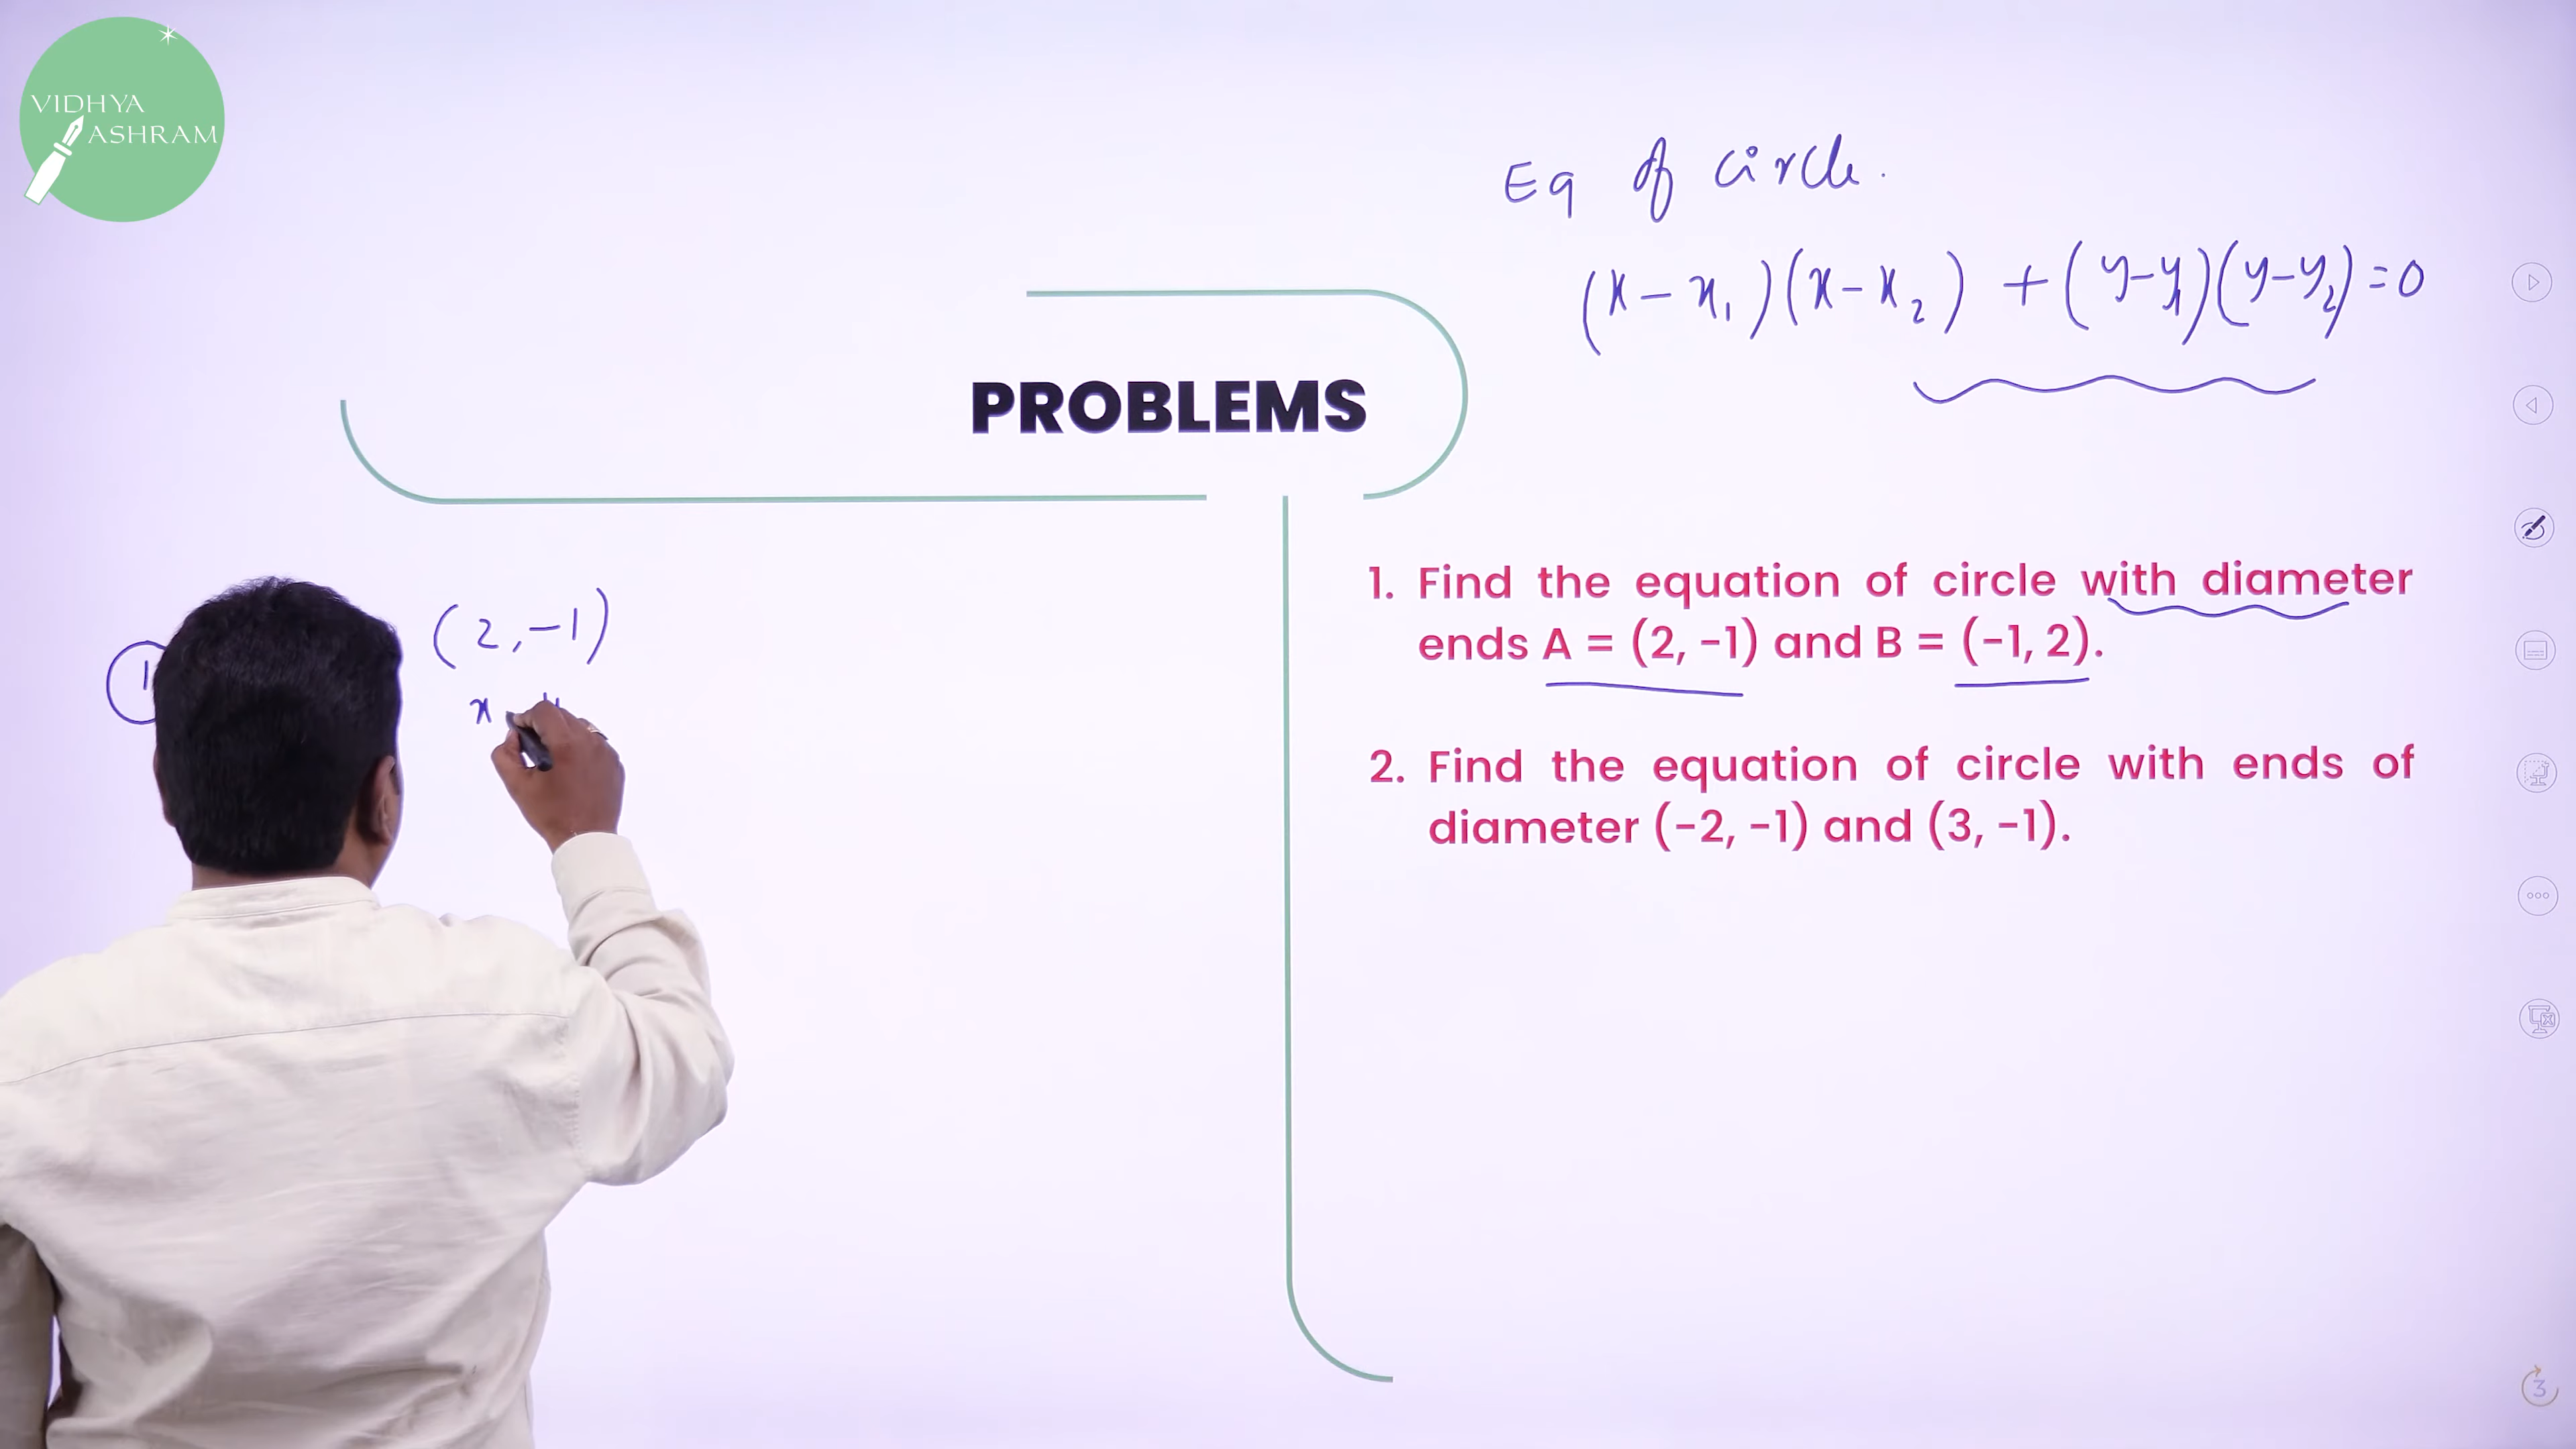 VIDHYA
ASHRAM
Eq of circle.
(x - x₁)(x - x₂) + (y-y₁)(y-y₂)=0
PROBLEMS
1. Find the equation of circle with diameter
ends A = (2, -1) and B = (-1, 2).
2. Find the equation of circle with ends of
diameter (-2, -1) and (3, -1).
1
(2, -1)
x
3